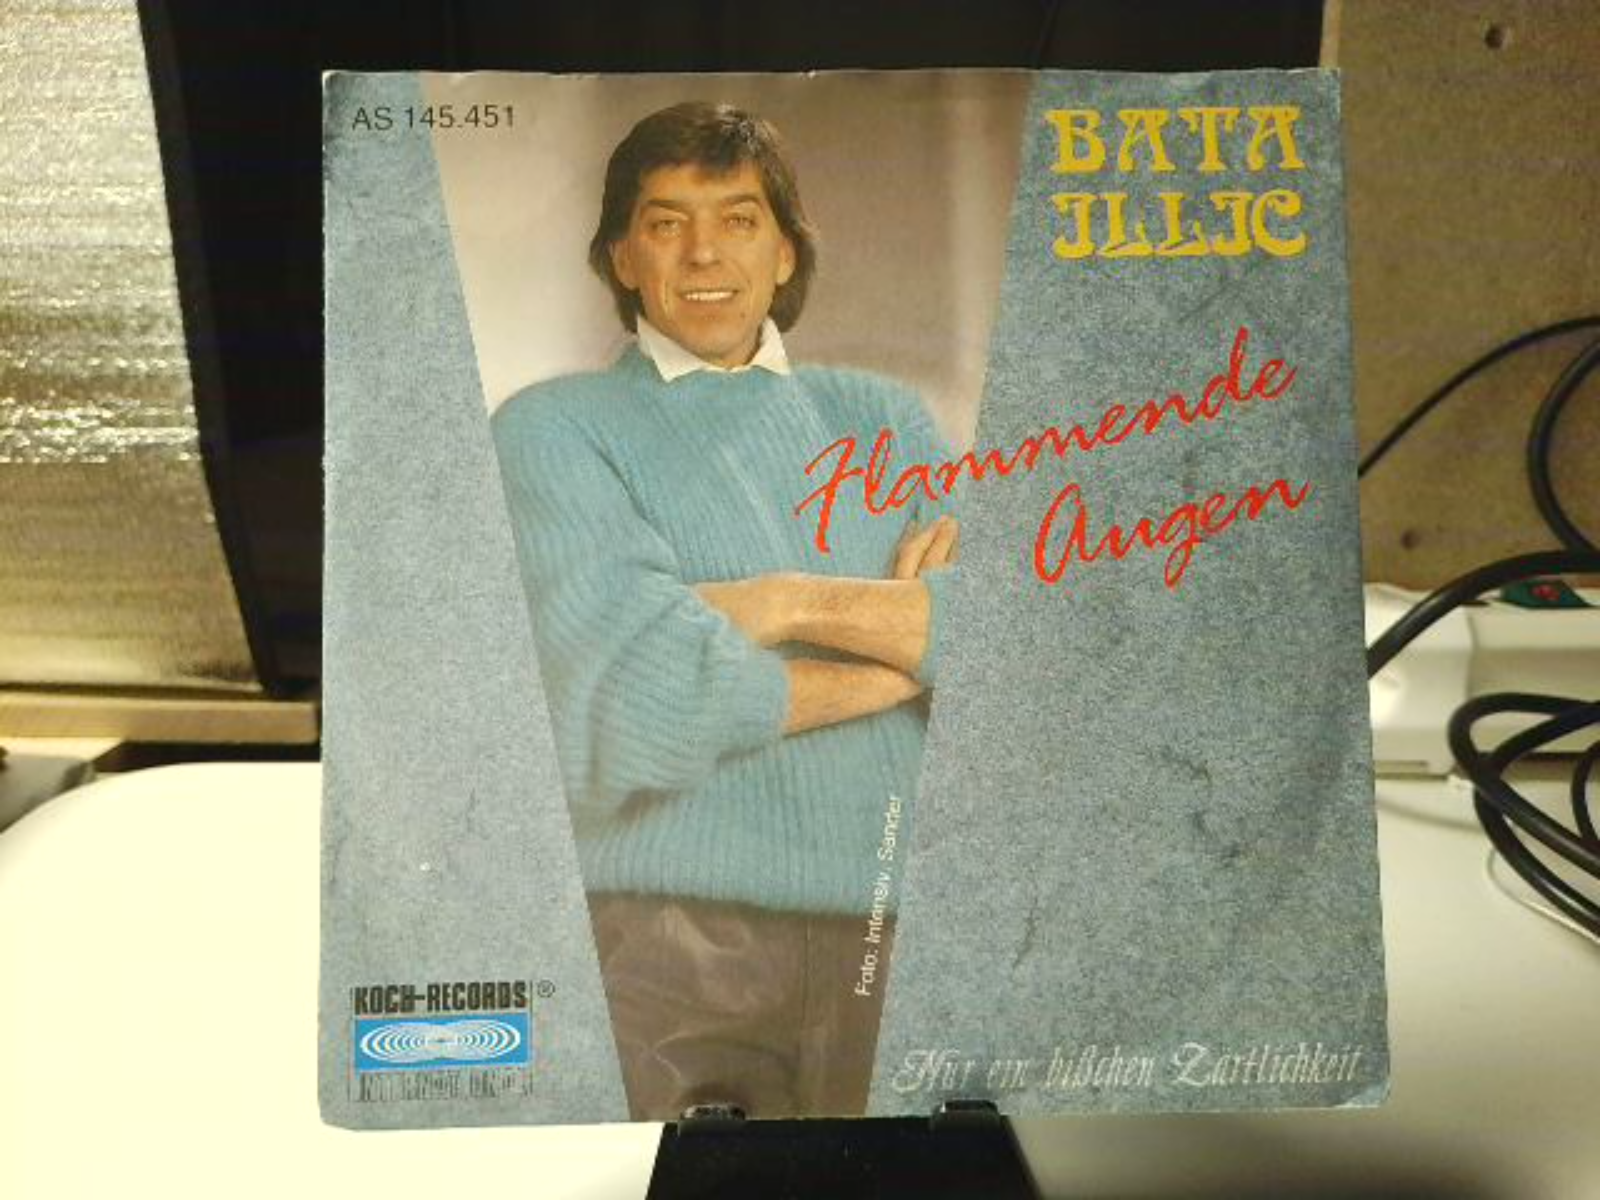 AS 145.451
BATA
ILLIC
Flammende
Augen
Foto: Intensiv, Sander
KOCH-RECORDS ®
Nur ein bißchen Zärtlichkeit